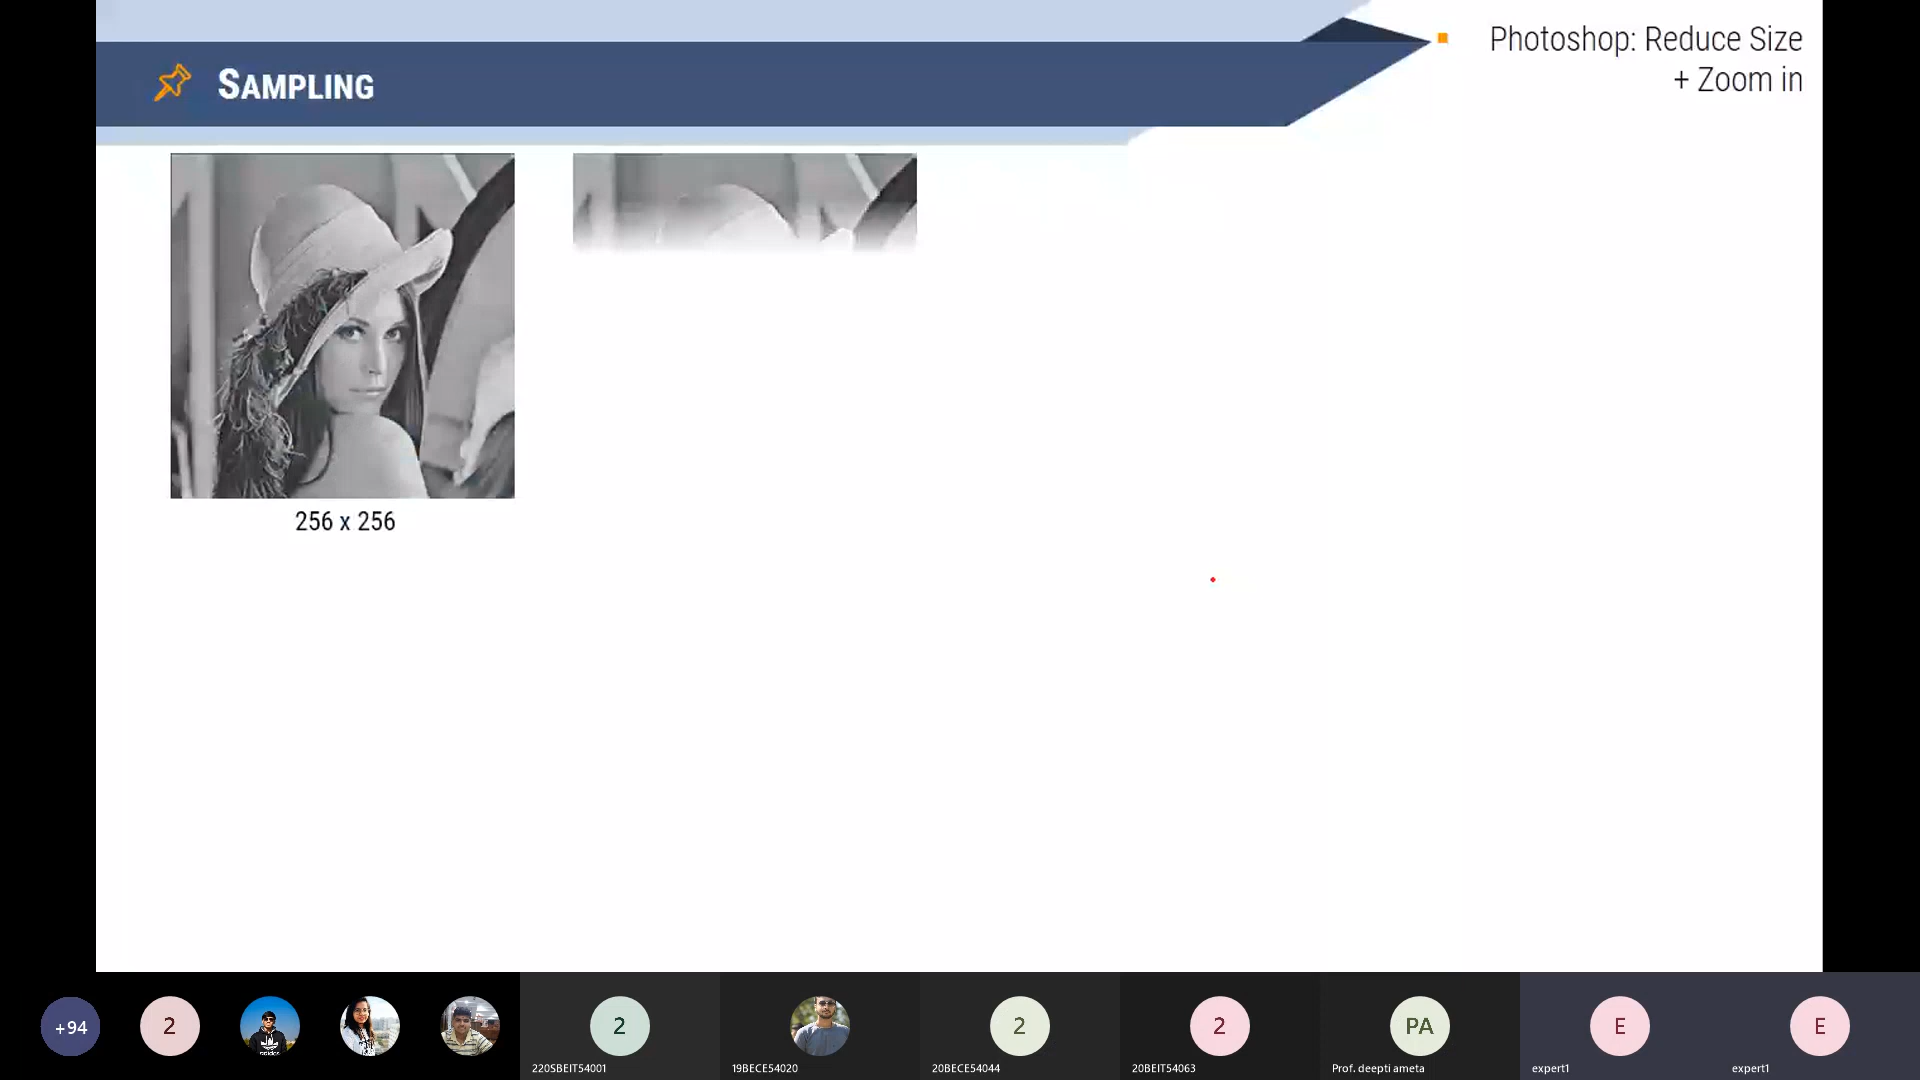 SAMPLING
Photoshop: Reduce Size
+ Zoom in
256 x 256
+94
2
2
2
2
PA
E
E
220SBEIT54001
19BECE54020
20BECE54044
20BEIT54063
Prof. deepti ameta
expert1
expert1